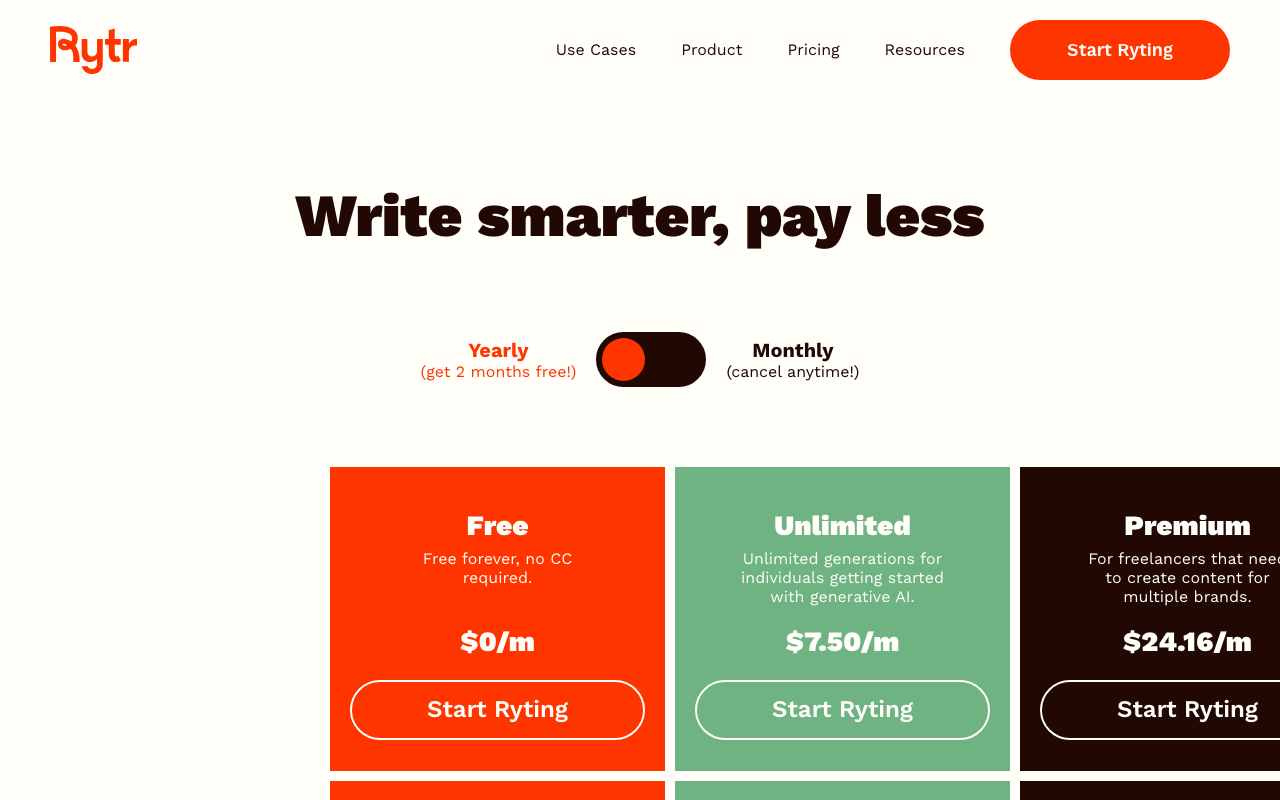 Rytr
Use Cases
Product
Pricing
Resources
Start Ryting
Write smarter, pay less
Yearly
(get 2 months free!)
Monthly
(cancel anytime!)
Free
Free forever, no CC
required.
$0/m
Start Ryting
Unlimited
Unlimited generations for
individuals getting started
with generative AI.
$7.50/m
Start Ryting
Premium
For freelancers that
to create content for
multiple brands.
$24.16/m
Start Ryting